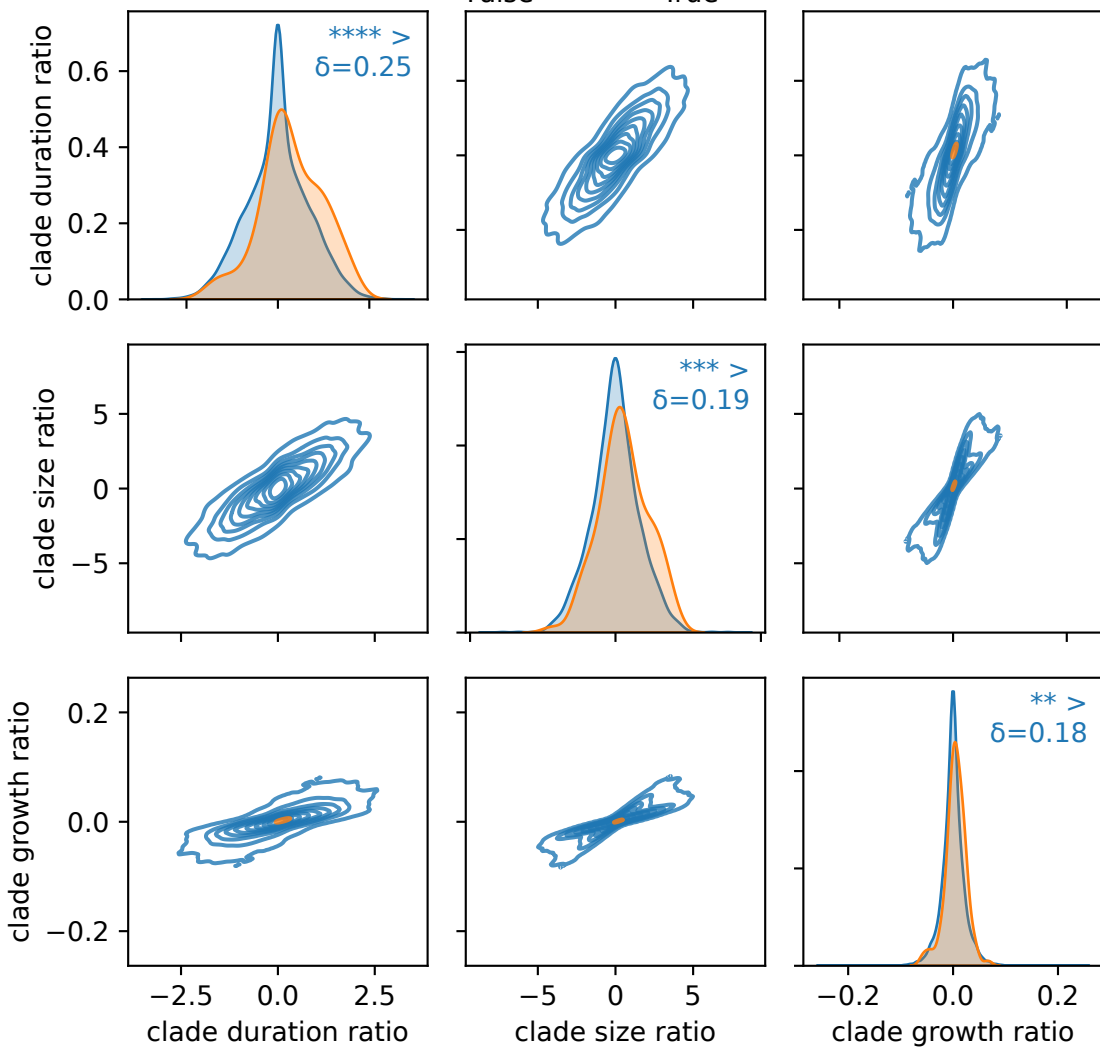 clade duration ratio
0.6
0.4
0.2
0.0
**** >
δ=0.25
clade size ratio
5
0
−5
*** >
δ=0.19
clade growth ratio
0.2
0.0
−0.2
** >
δ=0.18
−2.5 0.0 2.5
−5 0 5
−0.2 0.0 0.2
clade duration ratio
clade size ratio
clade growth ratio